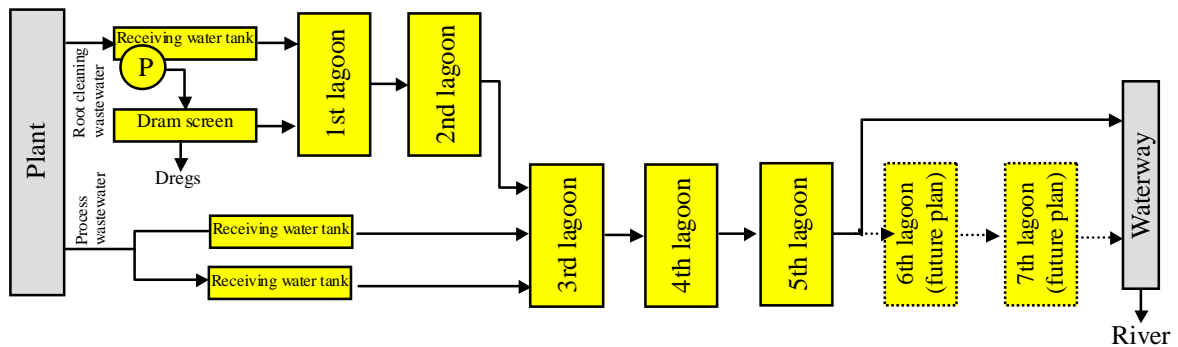 Plant
Root cleaning
wastewater
Receiving water tank
P
Dram screen
Dregs
1st lagoon
2nd lagoon
Process
wastewater
Receiving water tank
Receiving water tank
3rd lagoon
4th lagoon
5th lagoon
6th lagoon
(future plan)
7th lagoon
(future plan)
Waterway
River